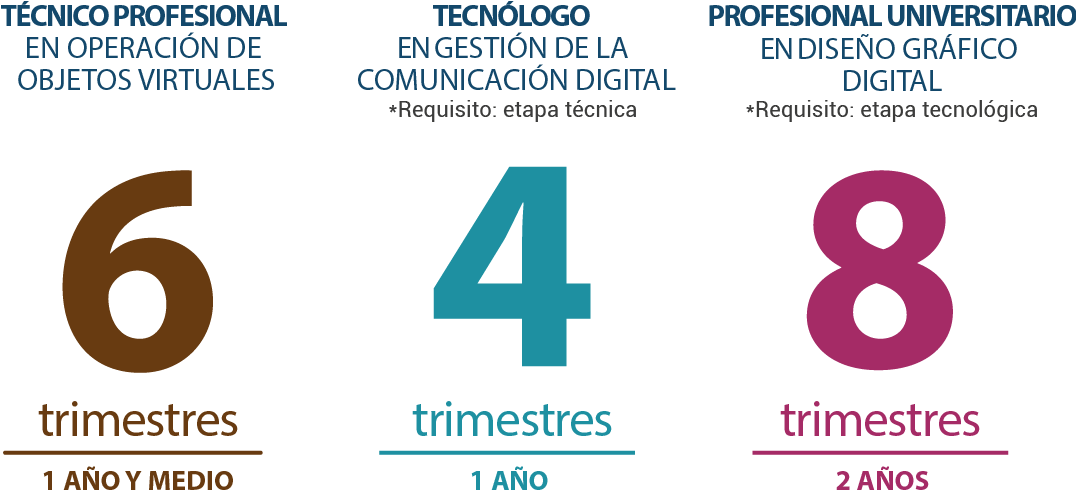 TÉCNICO PROFESIONAL
EN OPERACIÓN DE
OBJETOS VIRTUALES
6
trimestres
1 AÑO Y MEDIO
TECNÓLOGO
EN GESTIÓN DE LA
COMUNICACIÓN DIGITAL
*Requisito: etapa técnica
4
trimestres
1 AÑO
PROFESIONAL UNIVERSITARIO
EN DISEÑO GRÁFICO
DIGITAL
*Requisito: etapa tecnológica
8
trimestres
2 AÑOS